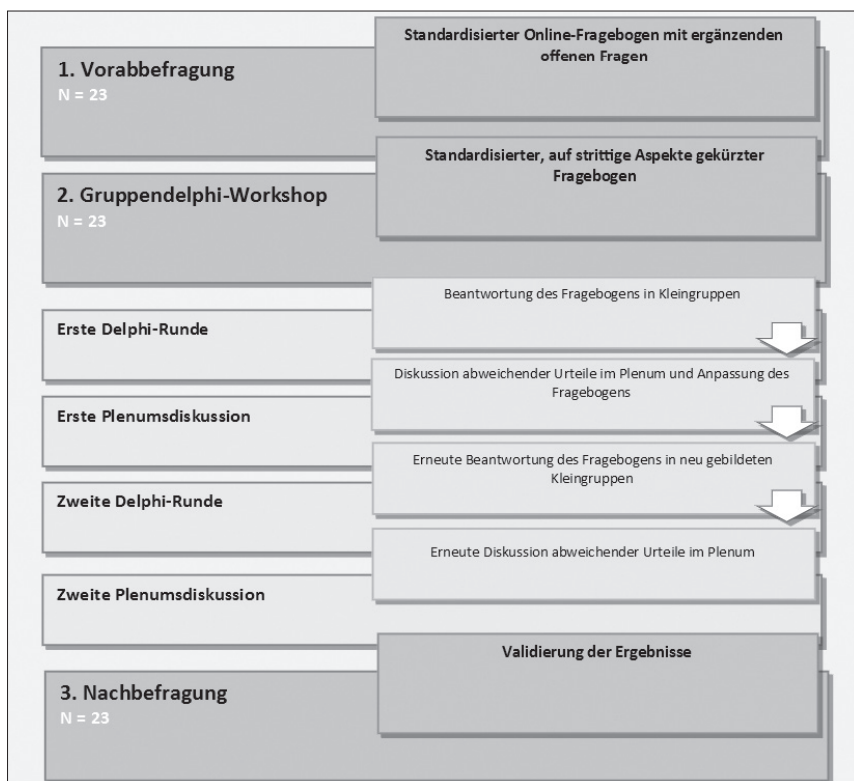 1. Vorabbefragung
N = 23
Standardisierter Online-Fragebogen mit ergänzenden
offenen Fragen
2. Gruppendelphi-Workshop
N = 23
Standardisierter, auf strittige Aspekte gekürzter
Fragebogen
Erste Delphi-Runde
Beantwortung des Fragebogens in Kleingruppen
Erste Plenumsdiskussion
Diskussion abweichender Urteile im Plenum und Anpassung des
Fragebogens
Zweite Delphi-Runde
Erneute Beantwortung des Fragebogens in neu gebildeten
Kleingruppen
Zweite Plenumsdiskussion
Erneute Diskussion abweichender Urteile im Plenum
3. Nachbefragung
N = 23
Validierung der Ergebnisse